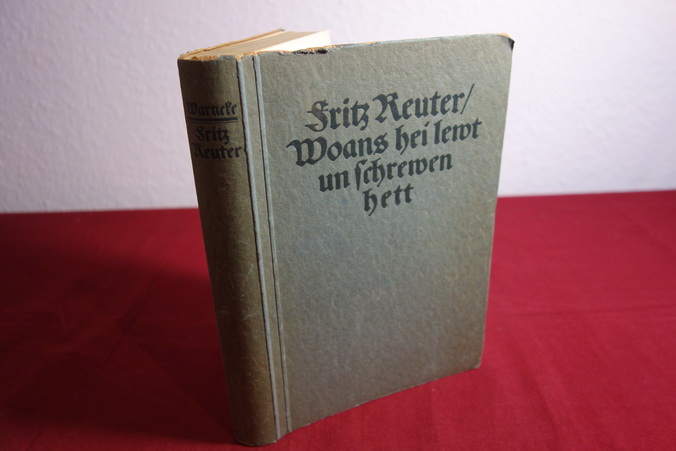 Warncke
Fritz
Reuter
Fritz Reuter/
Woans hei lewt
un ſchrewen
hett